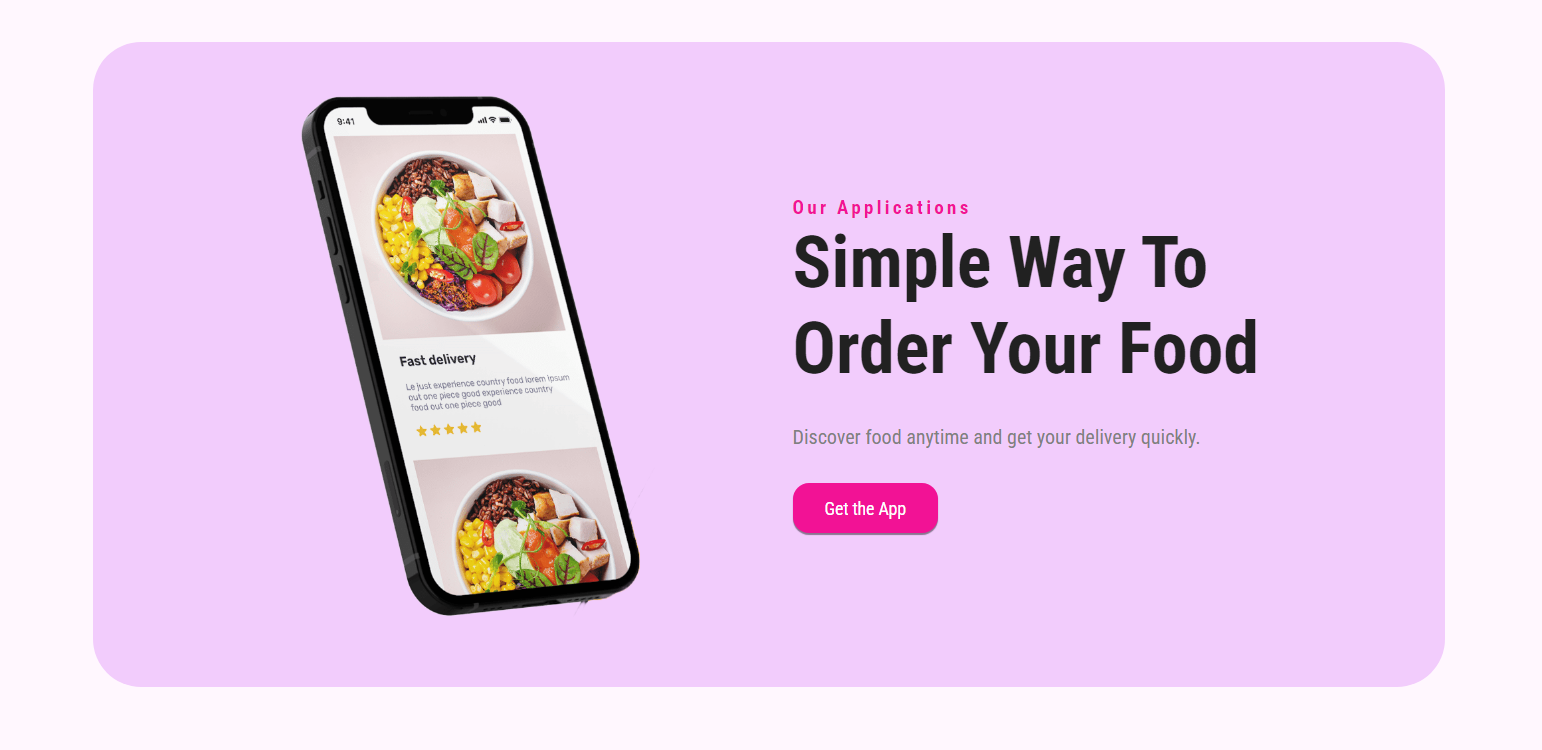 9:41
Fast delivery
Le just experience country food lorem ipsum
out one piece good experience country
food out one piece good
Our Applications
Simple Way To
Order Your Food
Discover food anytime and get your delivery quickly.
Get the App